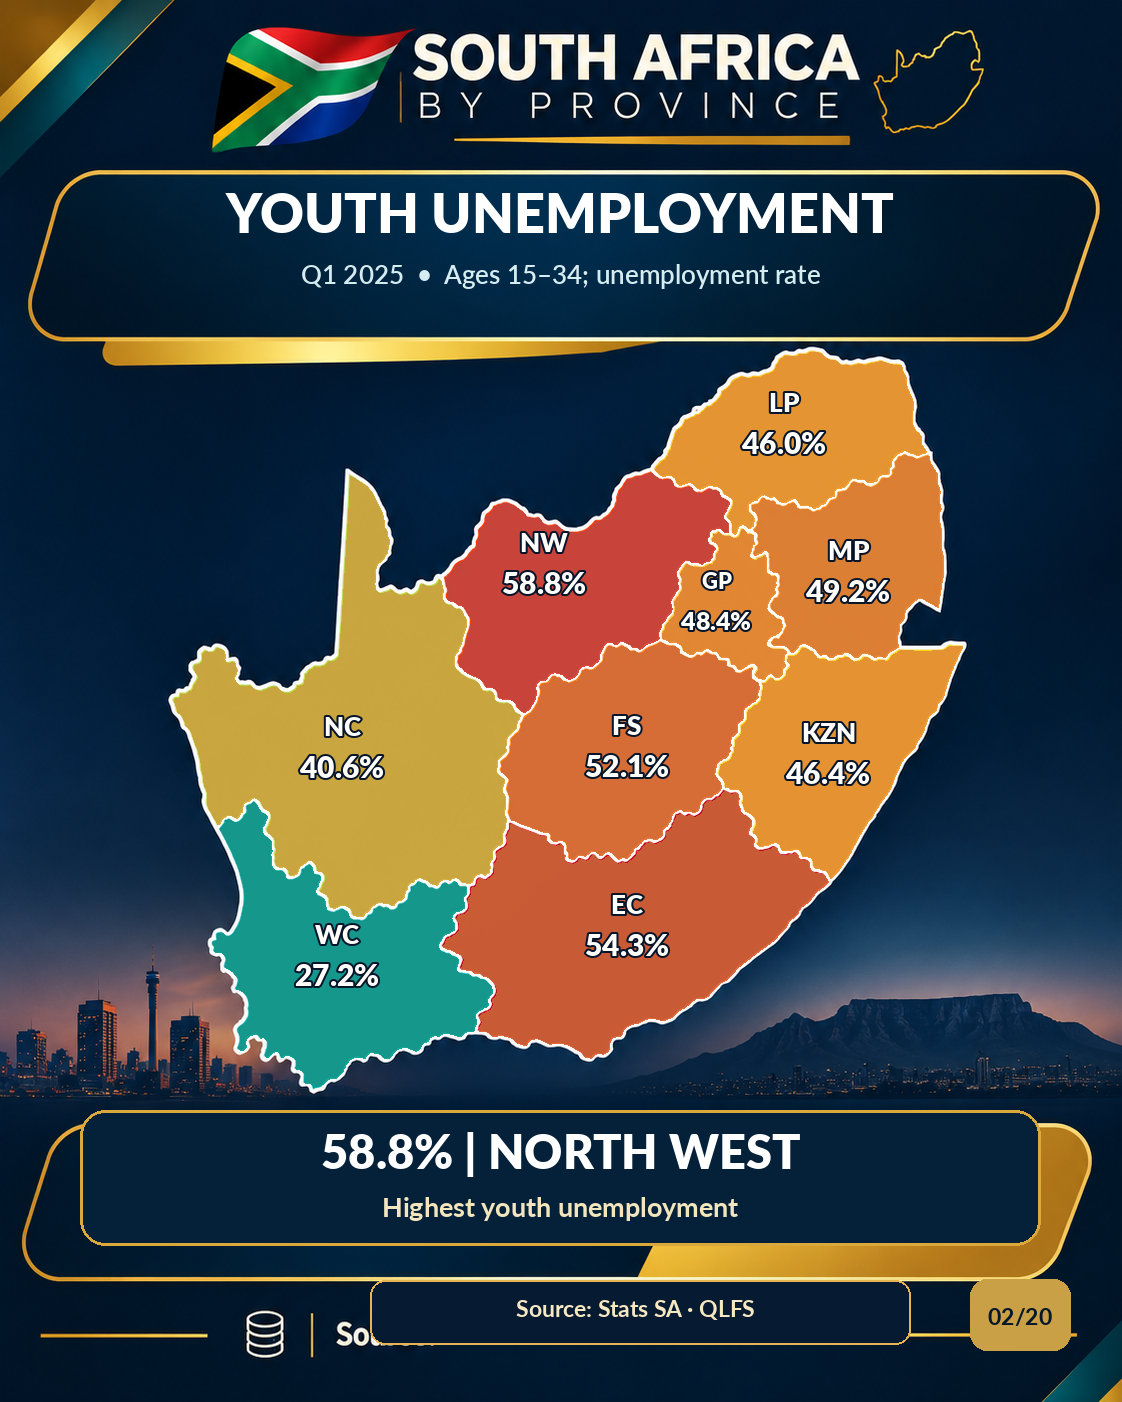 SOUTH AFRICA
BY PROVINCE
YOUTH UNEMPLOYMENT
Q1 2025 • Ages 15–34; unemployment rate
LP
46.0%
NW
58.8%
MP
49.2%
GP
48.4%
NC
40.6%
FS
52.1%
KZN
46.4%
EC
54.3%
WC
27.2%
58.8% | NORTH WEST
Highest youth unemployment
Source: Stats SA · QLFS
02/20